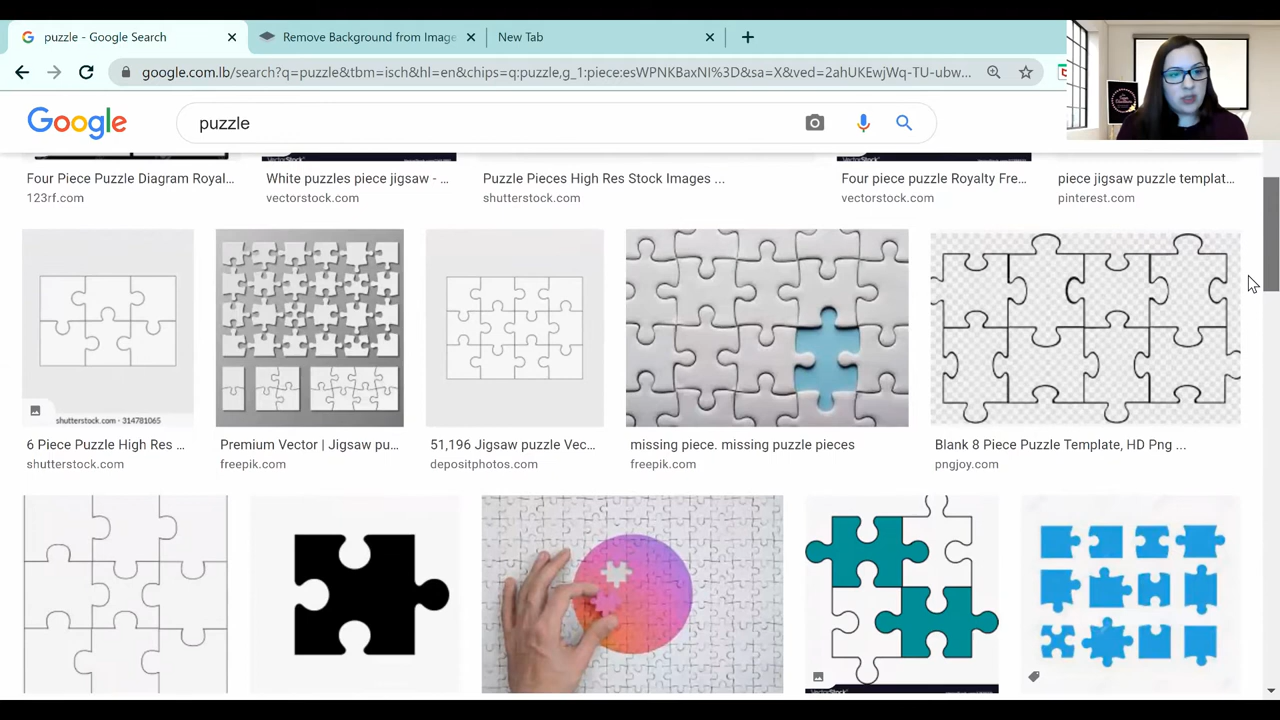 puzzle - Google Search
Remove Background from Image
New Tab
google.com.lb/search?q=puzzle&tbm=isch&hl=en&chips=q:puzzle,g_1:piece:esWPNKBaxNI%3D&sa=X&ved=2ahUKEwjWq-TU-ubw...
Google
puzzle
Four Piece Puzzle Diagram Royal...
123rf.com
White puzzles piece jigsaw - ...
vectorstock.com
Puzzle Pieces High Res Stock Images ...
shutterstock.com
Four piece puzzle Royalty Fre...
vectorstock.com
piece jigsaw puzzle templat...
pinterest.com
shutterstock.com - 314781065
6 Piece Puzzle High Res ...
shutterstock.com
Premium Vector | Jigsaw pu...
freepik.com
51,196 Jigsaw puzzle Vec...
depositphotos.com
missing piece. missing puzzle pieces
freepik.com
Blank 8 Piece Puzzle Template, HD Png ...
pngjoy.com